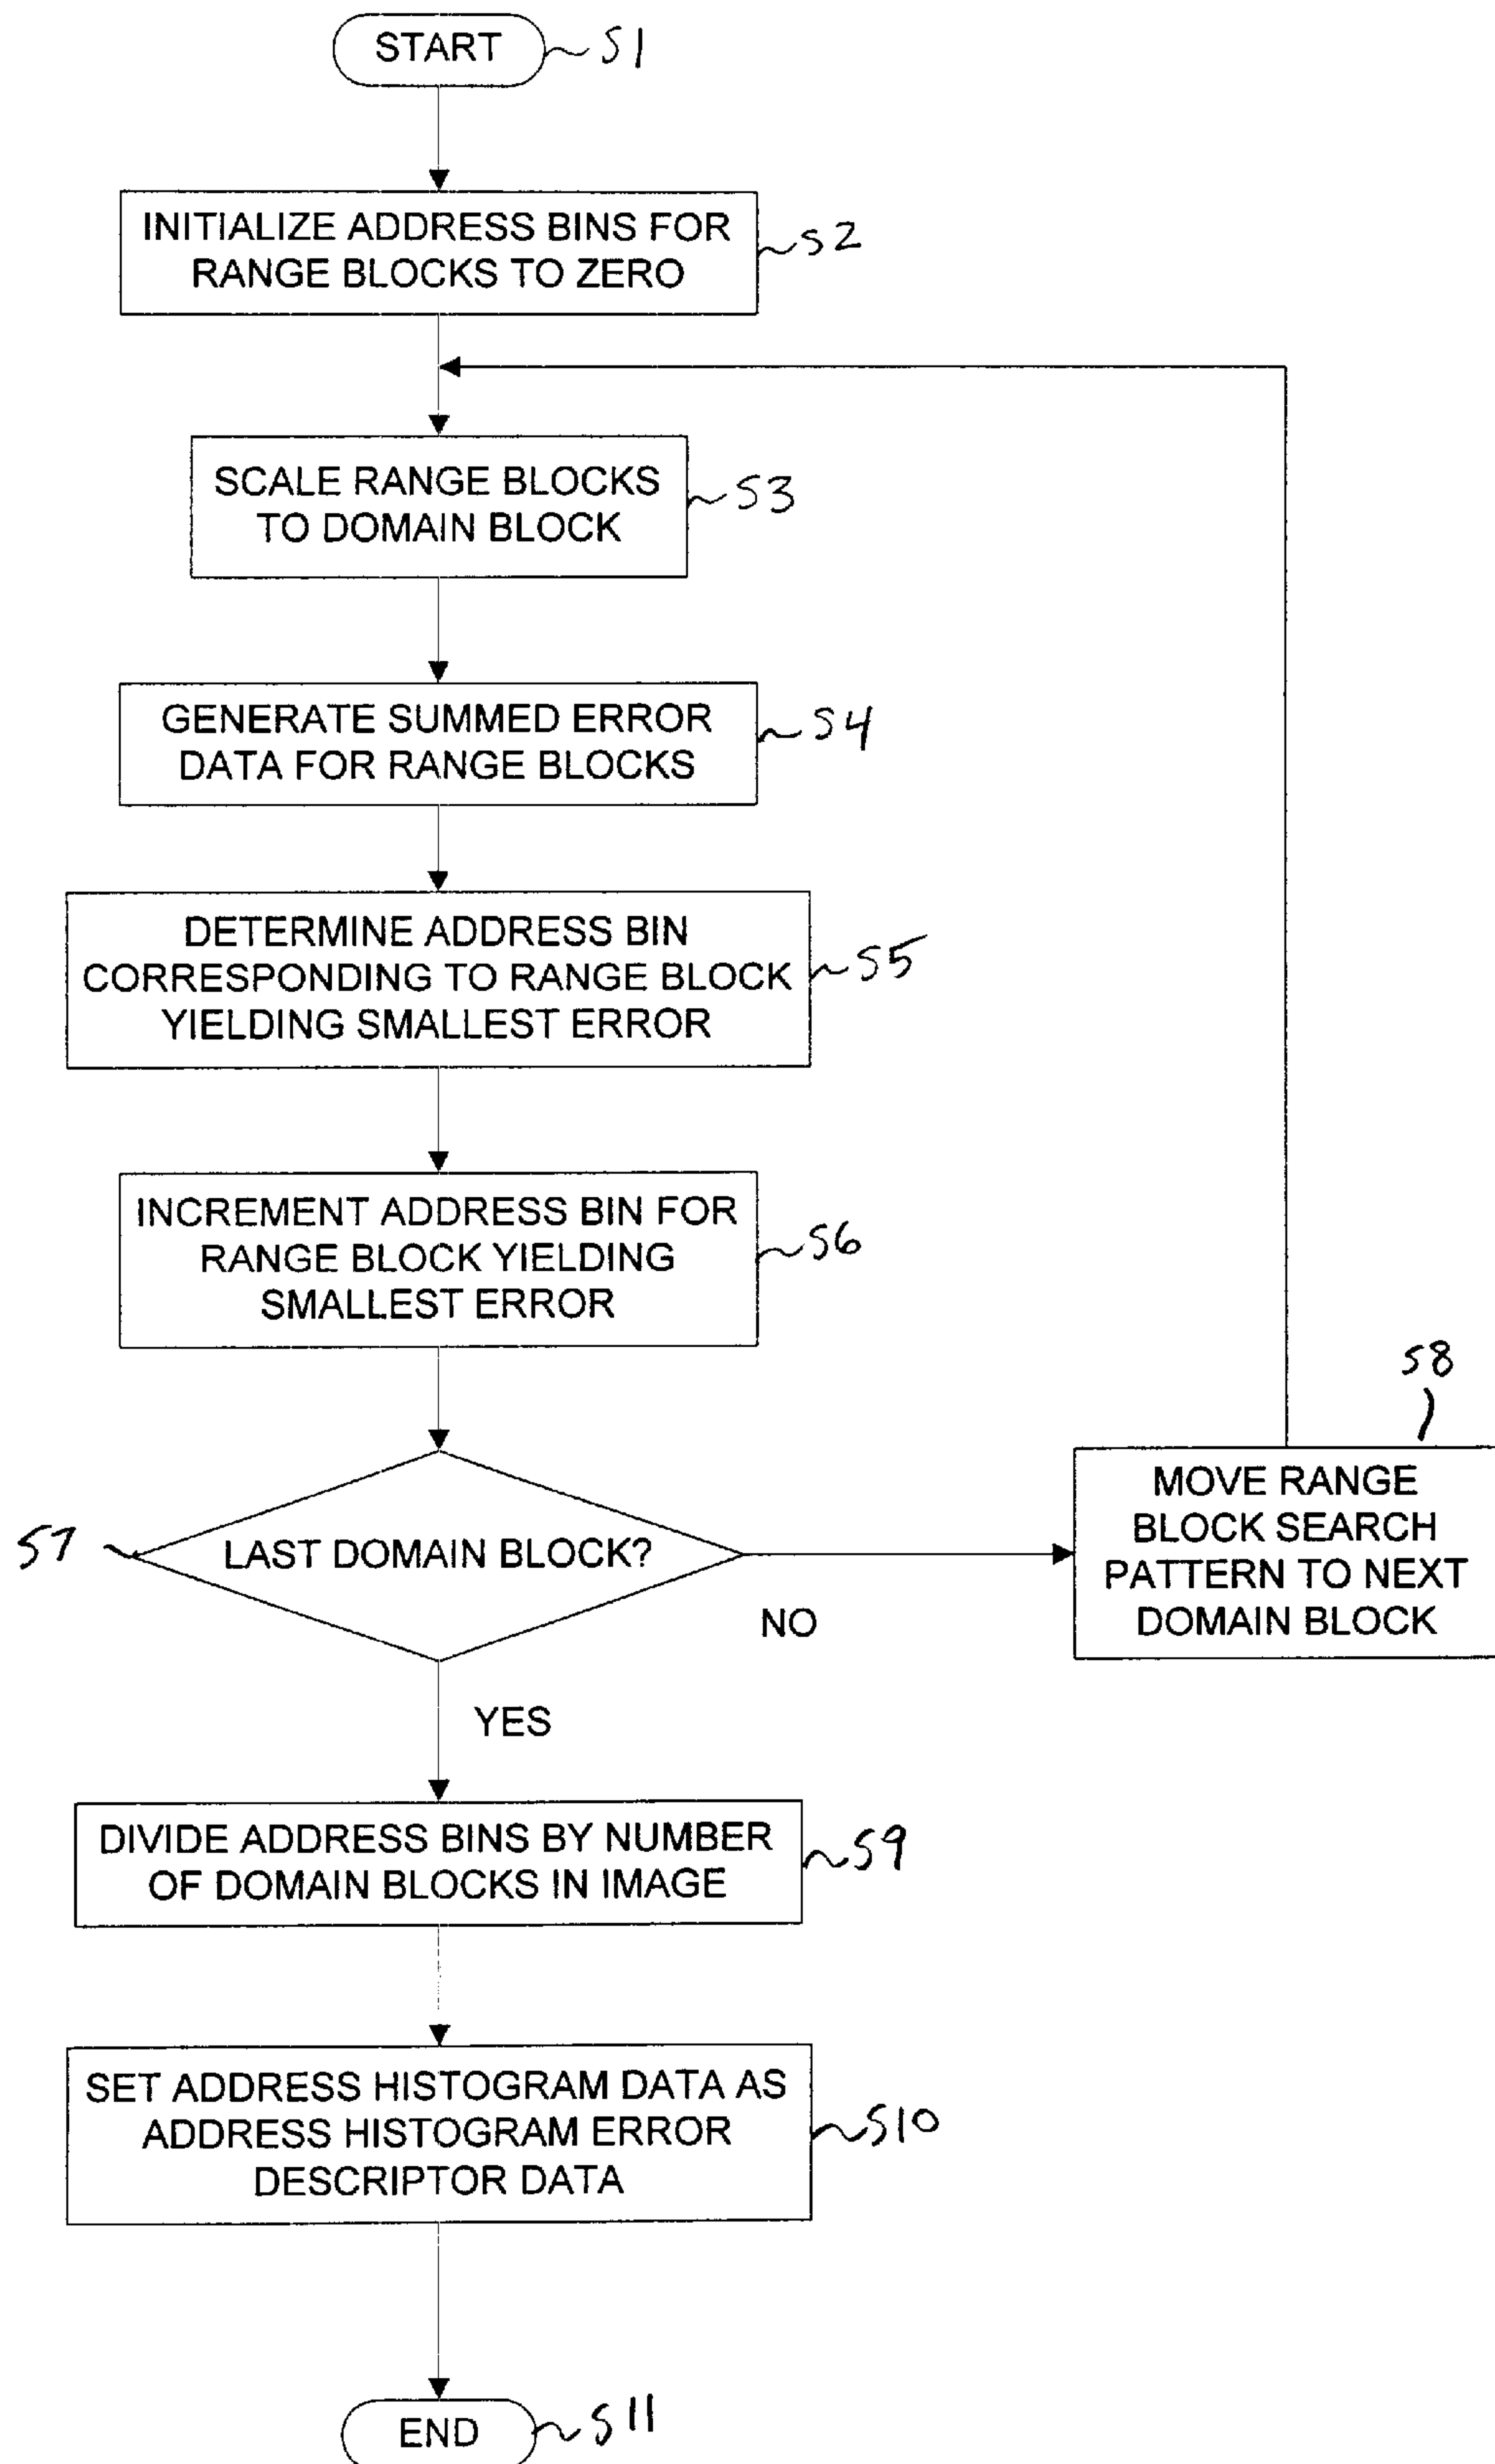 START
S1
INITIALIZE ADDRESS BINS FOR
RANGE BLOCKS TO ZERO
S2
SCALE RANGE BLOCKS
TO DOMAIN BLOCK
S3
GENERATE SUMMED ERROR
DATA FOR RANGE BLOCKS
S4
DETERMINE ADDRESS BIN
CORRESPONDING TO RANGE BLOCK
YIELDING SMALLEST ERROR
S5
INCREMENT ADDRESS BIN FOR
RANGE BLOCK YIELDING
SMALLEST ERROR
S6
S7
LAST DOMAIN BLOCK?
NO
S8
MOVE RANGE
BLOCK SEARCH
PATTERN TO NEXT
DOMAIN BLOCK
YES
DIVIDE ADDRESS BINS BY NUMBER
OF DOMAIN BLOCKS IN IMAGE
S9
SET ADDRESS HISTOGRAM DATA AS
ADDRESS HISTOGRAM ERROR
DESCRIPTOR DATA
S10
END
S11